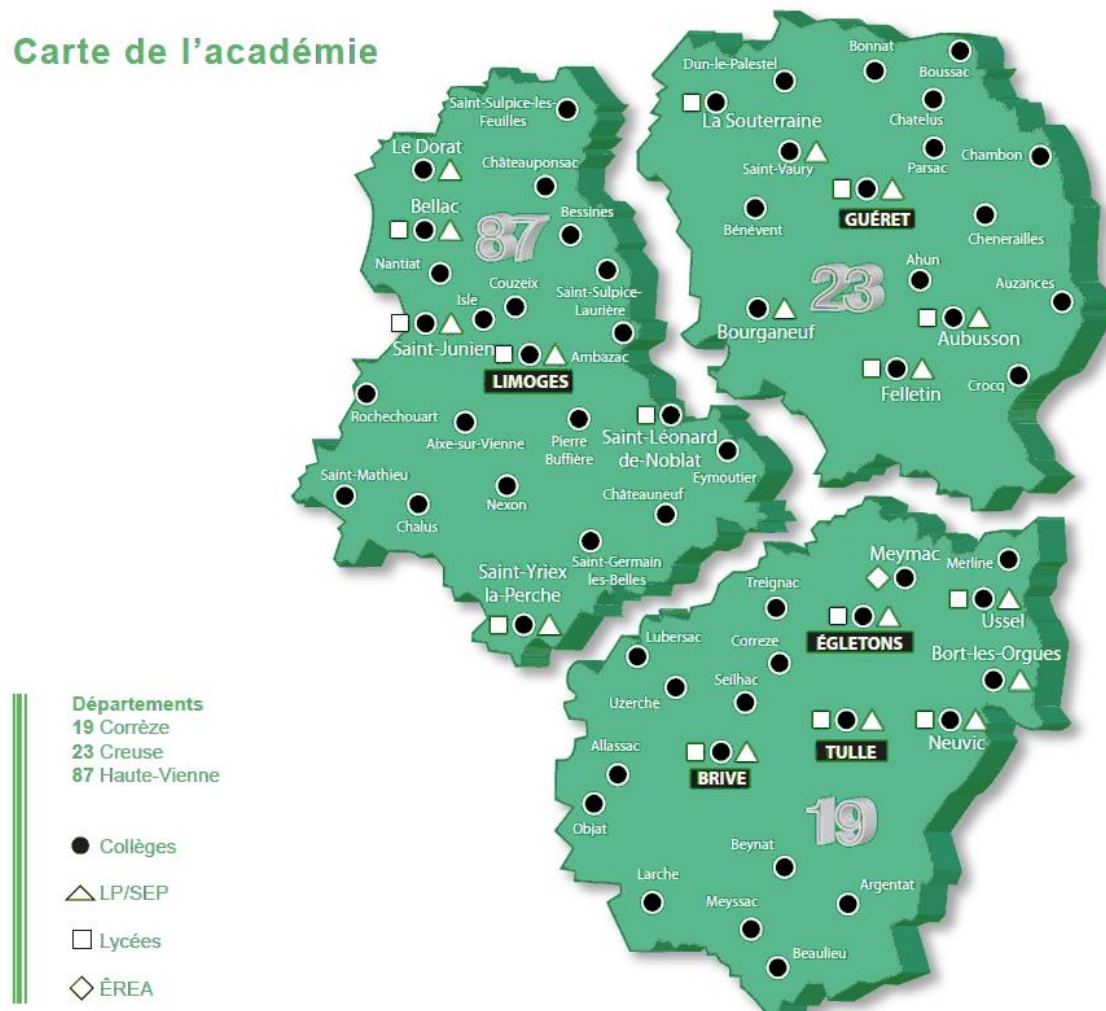 Carte de l'académie
Saint-Sulpice-les-
Feuilles
Le Dorat
Châteauponsac
Bellac
Bessines
87
Nantiat
Couzeix
Isle
Saint-Sulpice-
Laurière
Saint-Junien
Ambazac
LIMOGES
Rochechouart
Aixe-sur-Vienne
Pierre
Buffière
Saint-Léonard
de-Noblat
Eymoutier
Saint-Mathieu
Chalus
Nexon
Châteauneuf
Saint-Germain
les-Belles
Saint-Yriex
la-Perche
Bonnat
Dun-le-Palestel
Boussac
La Souterraine
Chatelus
Saint-Vaury
Parsac
Chambon
GUÉRET
Bénévent
Chenerailles
Ahun
23
Auzances
Bourganeuf
Aubusson
Felletin
Crocq
Meymac
Merline
Treignac
Ussel
ÉGLETONS
Lubersac
Correze
Bort-les-Orgues
Seilhac
Uzerche
Neuvic
TULLE
Allassac
BRIVE
19
Objat
Beynat
Larche
Argentat
Meyssac
Beaulieu
Départements
19 Corrèze
23 Creuse
87 Haute-Vienne
Collèges
LP/SEP
Lycées
ÊREA